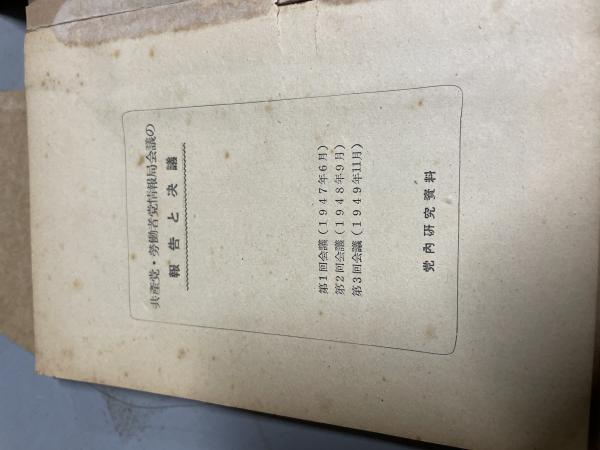 共産党・労働者党情報局会議の
報告と決議
第1回会議(1947年6月)
第2回会議(1948年9月)
第3回会議(1949年11月)
党内研究資料